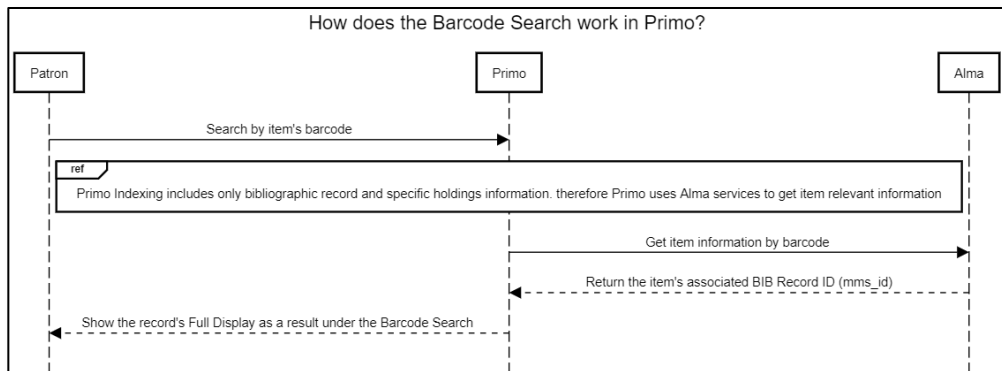 How does the Barcode Search work in Primo?
Patron
Primo
Alma
Search by item's barcode
ref
Primo Indexing includes only bibliographic record and specific holdings information. therefore Primo uses Alma services to get item relevant information
Get item information by barcode
Return the item's associated BIB Record ID (mms_id)
Show the record's Full Display as a result under the Barcode Search